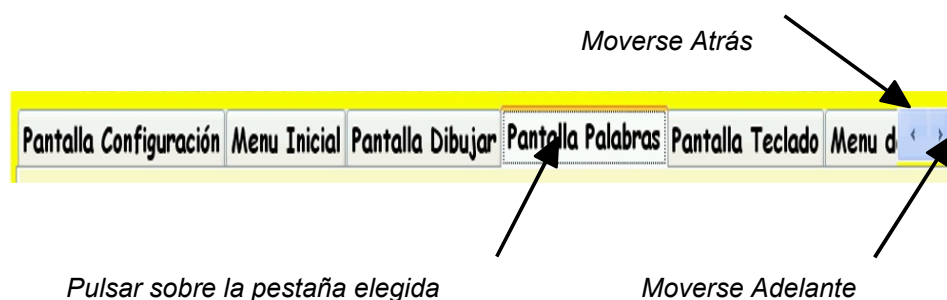 Moverse Atrás
Pantalla Configuración Menu Inicial Pantalla Dibujar Pantalla Palabras Pantalla Teclado Menu d
Pulsar sobre la pestaña elegida Moverse Adelante